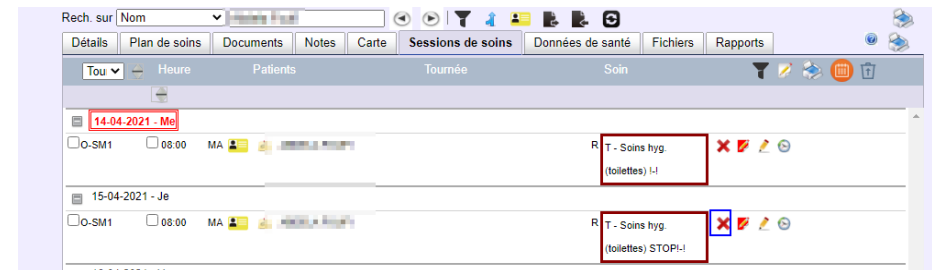 Rech. sur Nom
Détails Plan de soins Documents Notes Carte Sessions de soins Données de santé Fichiers Rapports
Tour Heure Patients Tournée Soin
14-04-2021 - Me
O-SM1 08:00 MA R T - Soins hyg.
(toilettes) !-!
15-04-2021 - Je
O-SM1 08:00 MA R T - Soins hyg.
(toilettes) STOP!-!